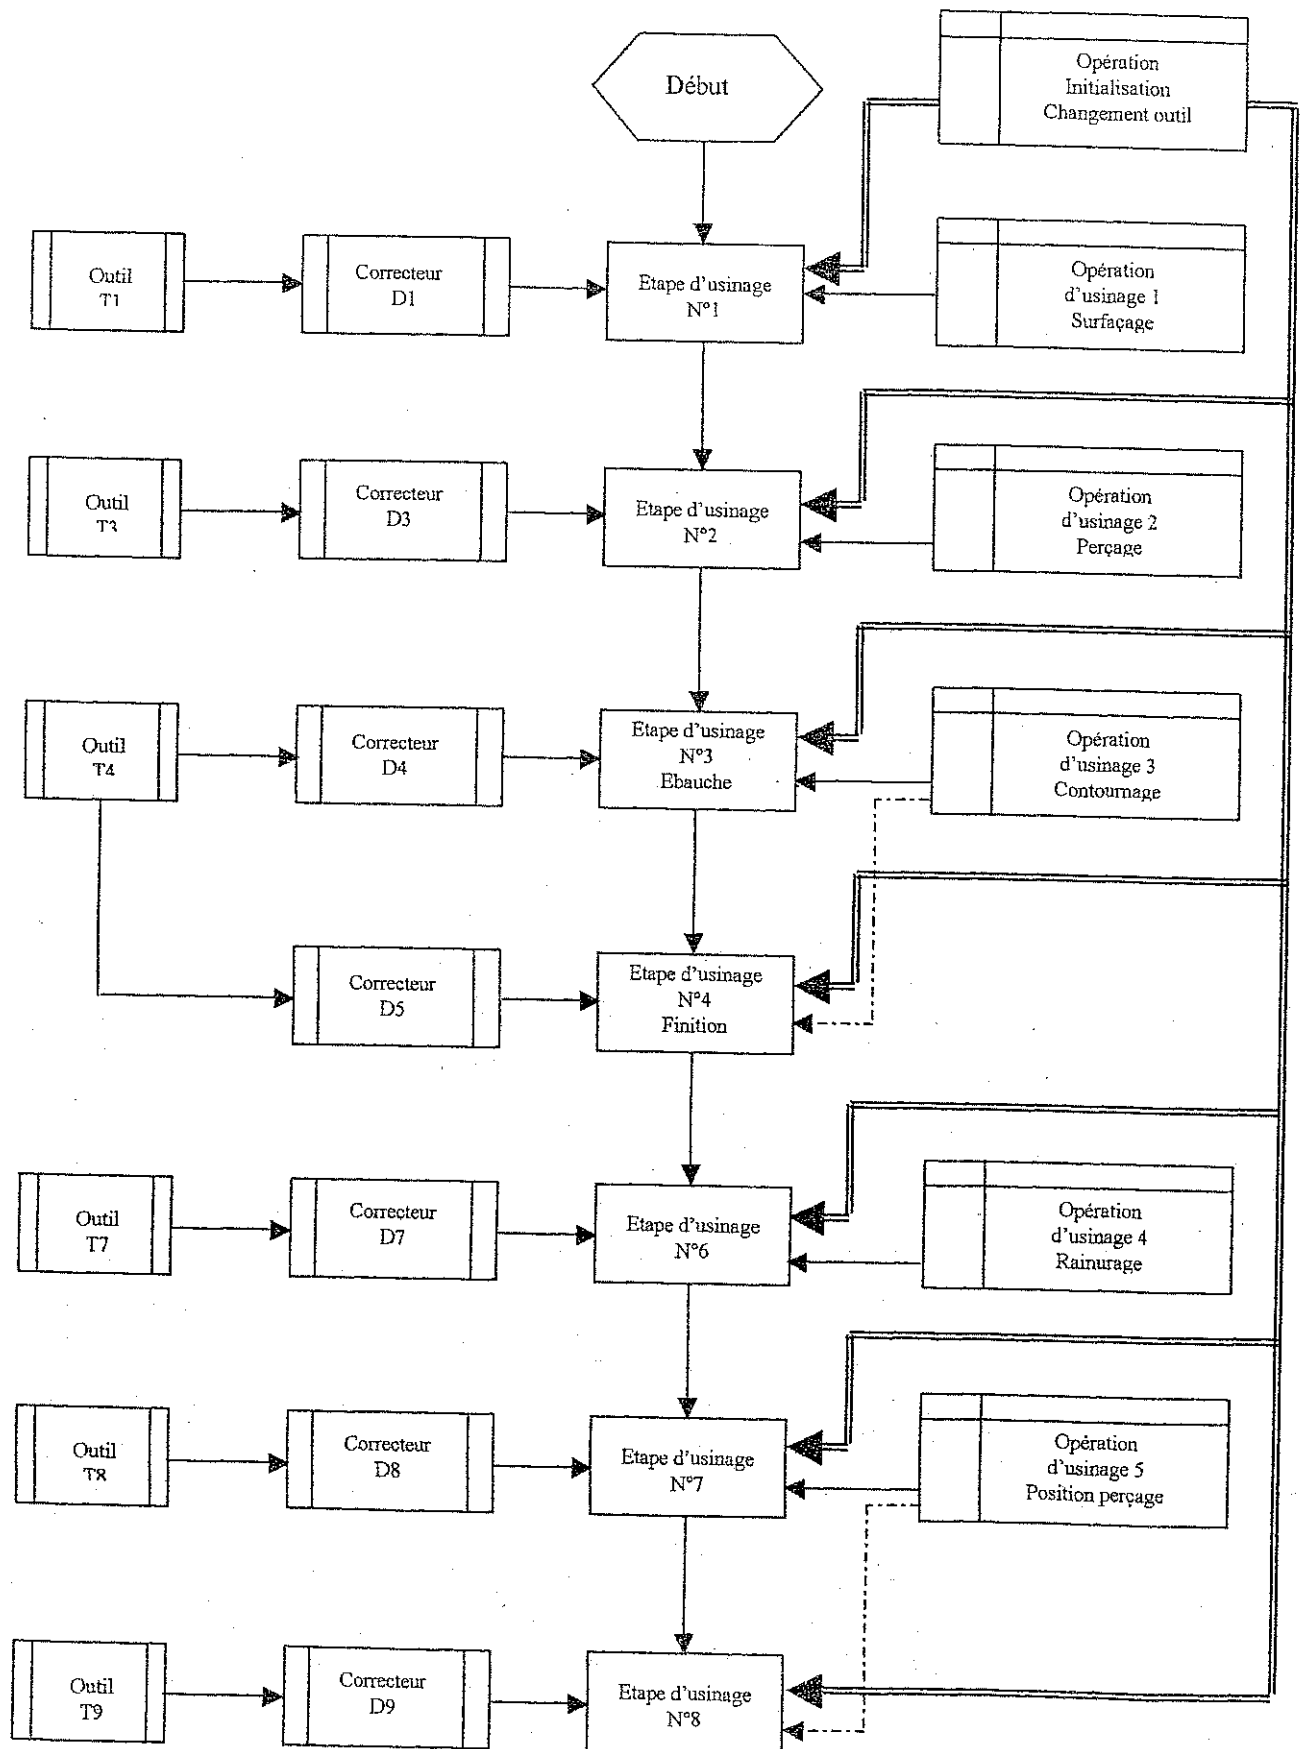 Début
Opération
Initialisation
Changement outil
Outil
T1
Correcteur
D1
Etape d'usinage
N°1
Opération
d'usinage 1
Surfaçage
Outil
T3
Correcteur
D3
Etape d'usinage
N°2
Opération
d'usinage 2
Perçage
Outil
T4
Correcteur
D4
Etape d'usinage
N°3
Ebauche
Opération
d'usinage 3
Contournage
Correcteur
D5
Etape d'usinage
N°4
Finition
Outil
T7
Correcteur
D7
Etape d'usinage
N°6
Opération
d'usinage 4
Rainurage
Outil
T8
Correcteur
D8
Etape d'usinage
N°7
Opération
d'usinage 5
Position perçage
Outil
T9
Correcteur
D9
Etape d'usinage
N°8